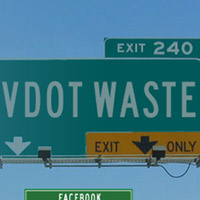 EXIT 240
VDOT WASTE
EXIT ONLY
FACEBOOK